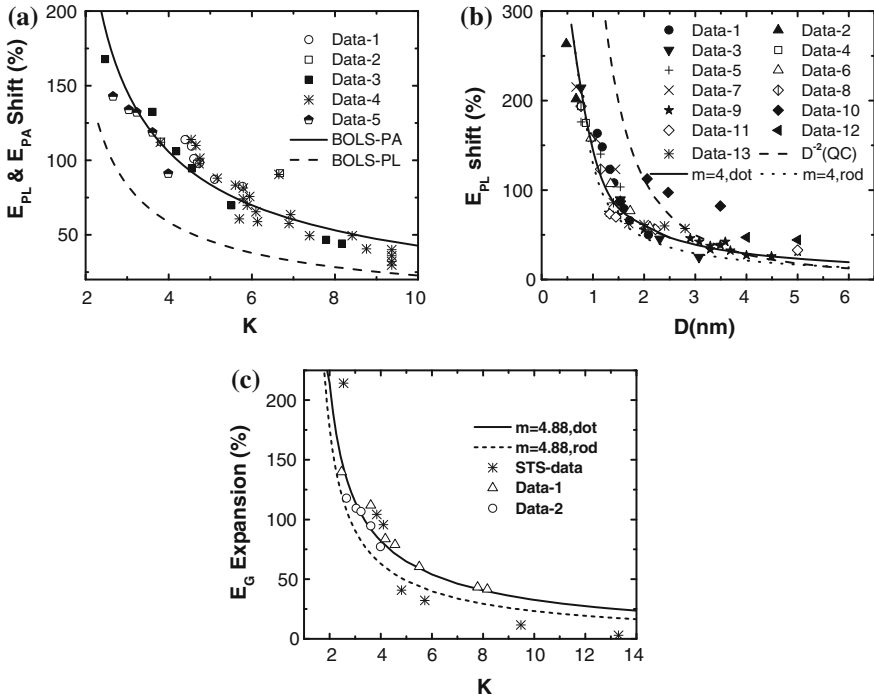 (a)
200
150
100
50
2
4
6
8
10
E_PL & E_PA Shift (%)
K
Data-1
Data-2
Data-3
Data-4
Data-5
BOLS-PA
BOLS-PL
(b)
300
250
200
150
100
50
0
0
1
2
3
4
5
6
E_PL shift (%)
D(nm)
Data-1
Data-2
Data-3
Data-4
Data-5
Data-6
Data-7
Data-8
Data-9
Data-10
Data-11
Data-12
Data-13
D⁻²(QC)
m=4,dot
m=4,rod
(c)
200
150
100
50
0
2
4
6
8
10
12
14
E_G Expansion (%)
K
m=4.88,dot
m=4.88,rod
STS-data
Data-1
Data-2